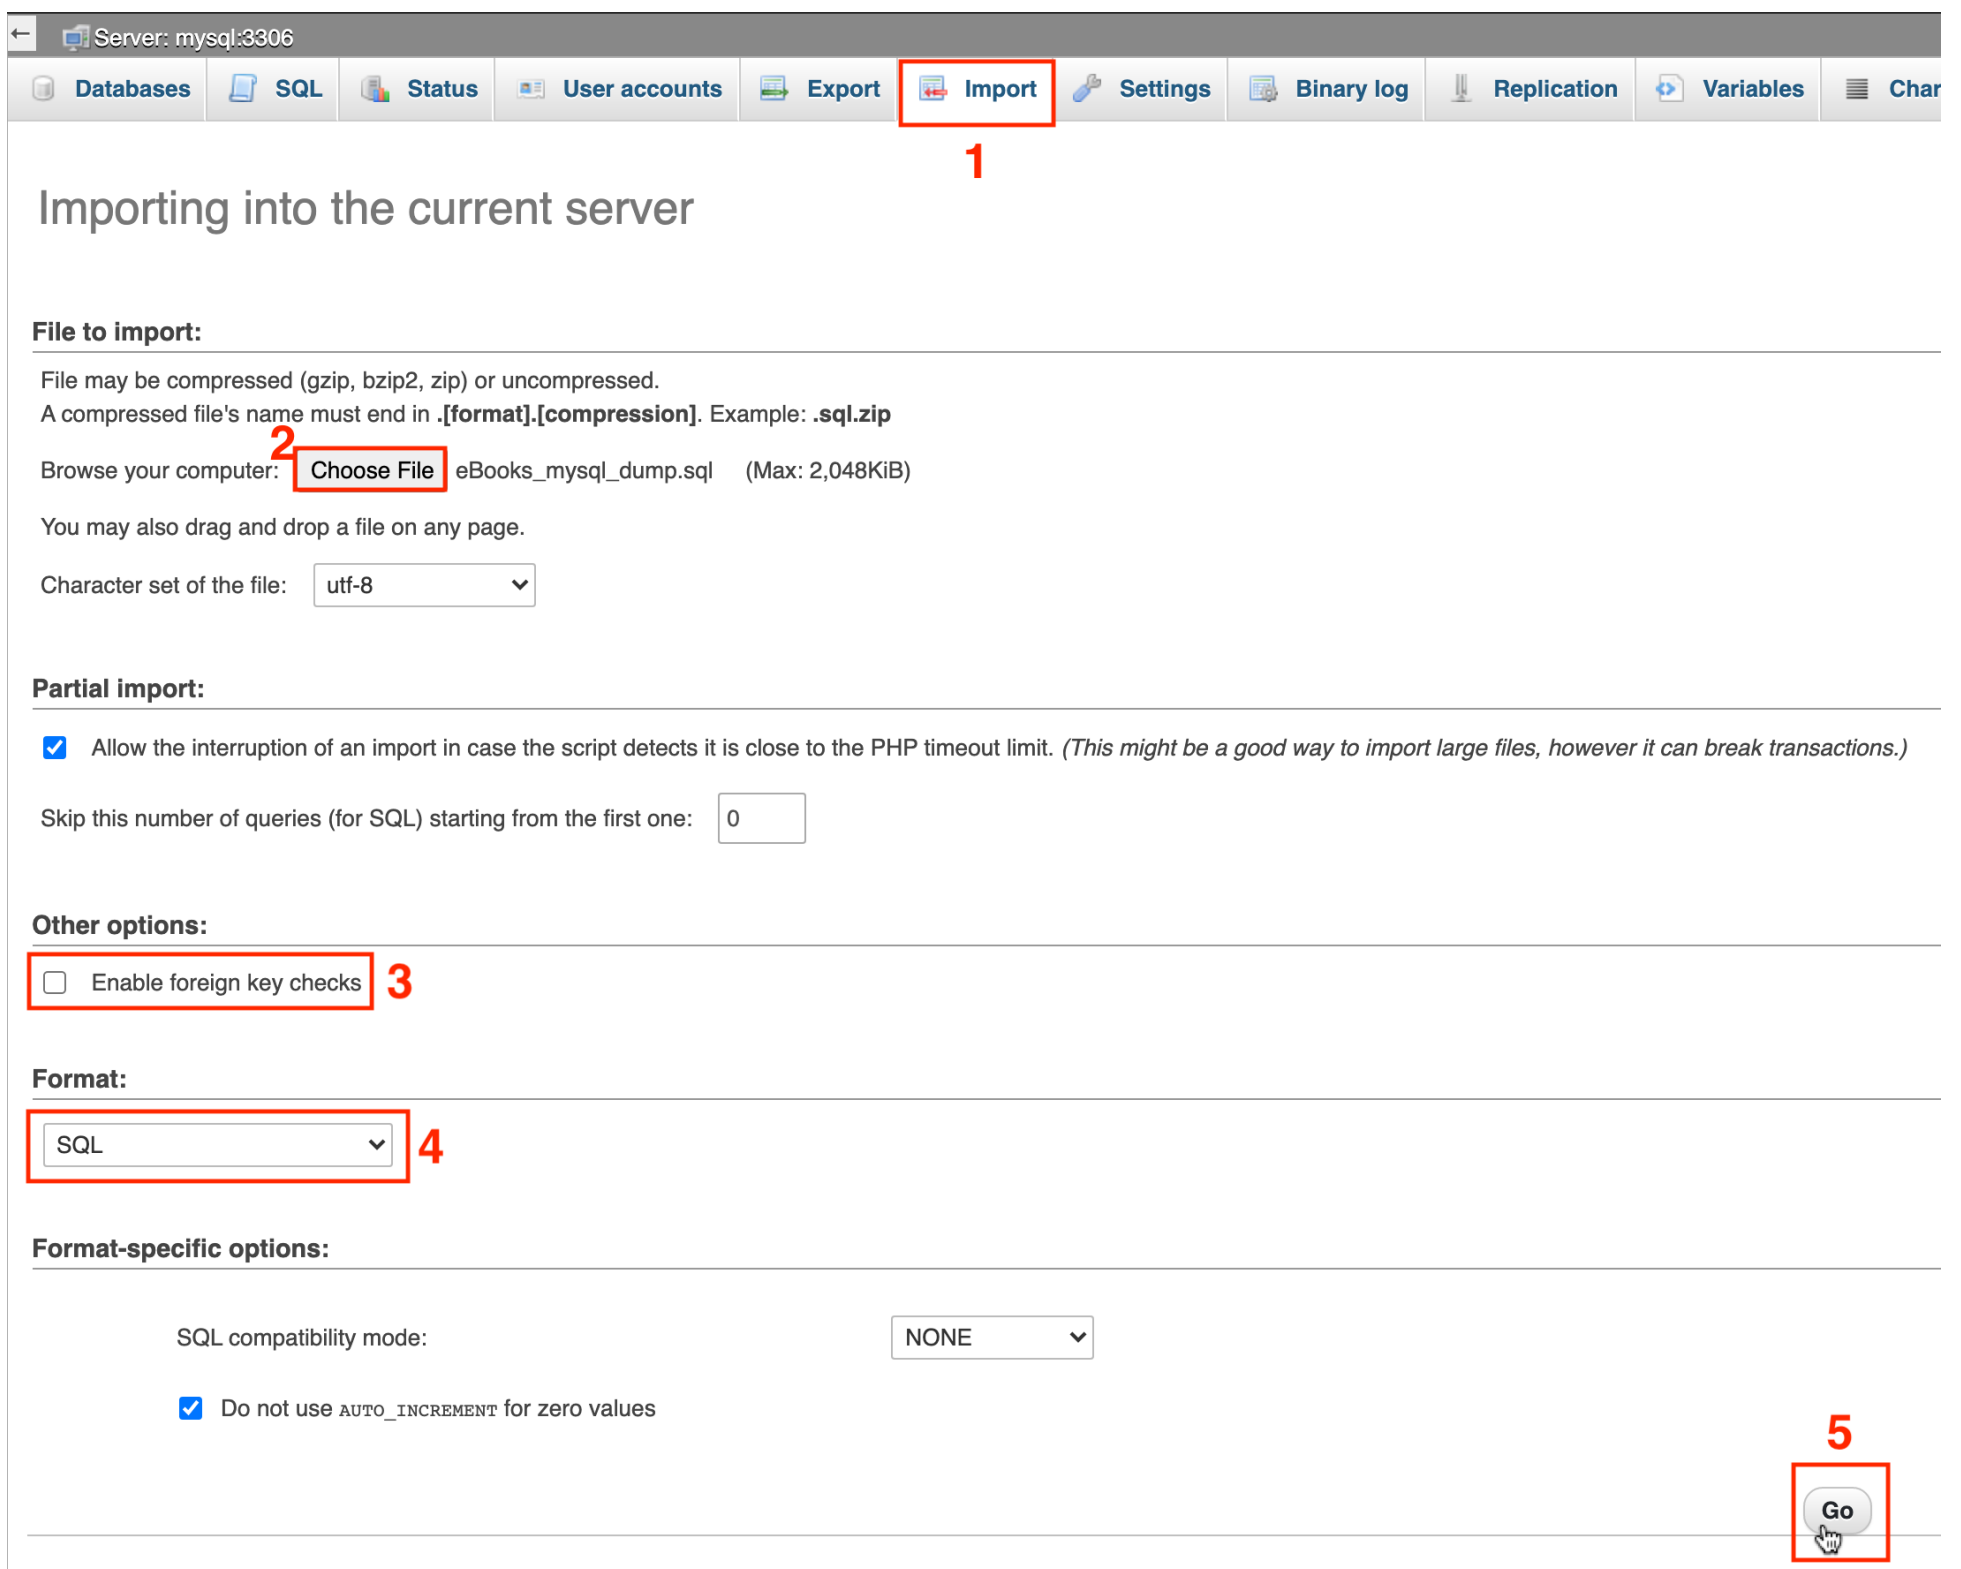 Server: mysql:3306
Databases SQL Status User accounts Export Import Settings Binary log Replication Variables Char
1
Importing into the current server
File to import:
File may be compressed (gzip, bzip2, zip) or uncompressed.
A compressed file's name must end in .[format].[compression]. Example: .sql.zip
2
Browse your computer: Choose File eBooks_mysql_dump.sql (Max: 2,048KiB)
You may also drag and drop a file on any page.
Character set of the file: utf-8
Partial import:
Allow the interruption of an import in case the script detects it is close to the PHP timeout limit. (This might be a good way to import large files, however it can break transactions.)
Skip this number of queries (for SQL) starting from the first one: 0
Other options:
Enable foreign key checks 3
Format:
SQL 4
Format-specific options:
SQL compatibility mode: NONE
Do not use AUTO_INCREMENT for zero values
5
Go